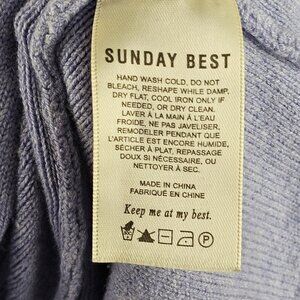 SUNDAY BEST
HAND WASH COLD, DO NOT
BLEACH, RESHAPE WHILE DAMP,
DRY FLAT, COOL IRON ONLY IF
NEEDED, OR DRY CLEAN.
LAVER À LA MAIN À L'EAU
FROIDE, NE PAS JAVELISER,
REMODELER PENDANT QUE
L'ARTICLE EST ENCORE HUMIDE,
SÉCHER À PLAT, REPASSAGE
DOUX SI NÉCESSAIRE, OU
NETTOYER À SEC.
MADE IN CHINA
FABRIQUÉ EN CHINE
Keep me at my best.
P